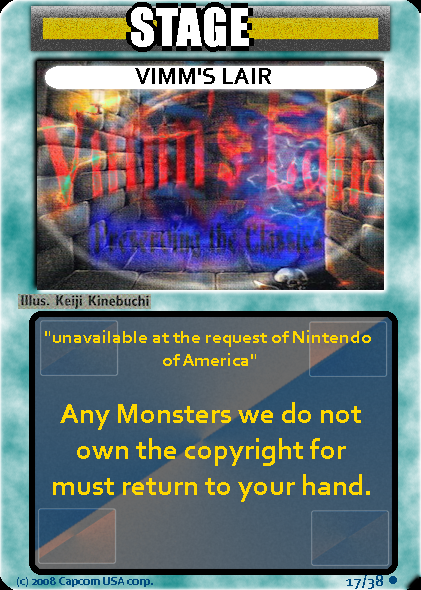 STAGE
VIMM'S LAIR
Vimm's Lair
Preserving the Classics
Illus. Keiji Kinebuchi
"unavailable at the request of Nintendo
of America"
Any Monsters we do not
own the copyright for
must return to your hand.
(c) 2008 Capcom USA corp.
17/38 ●